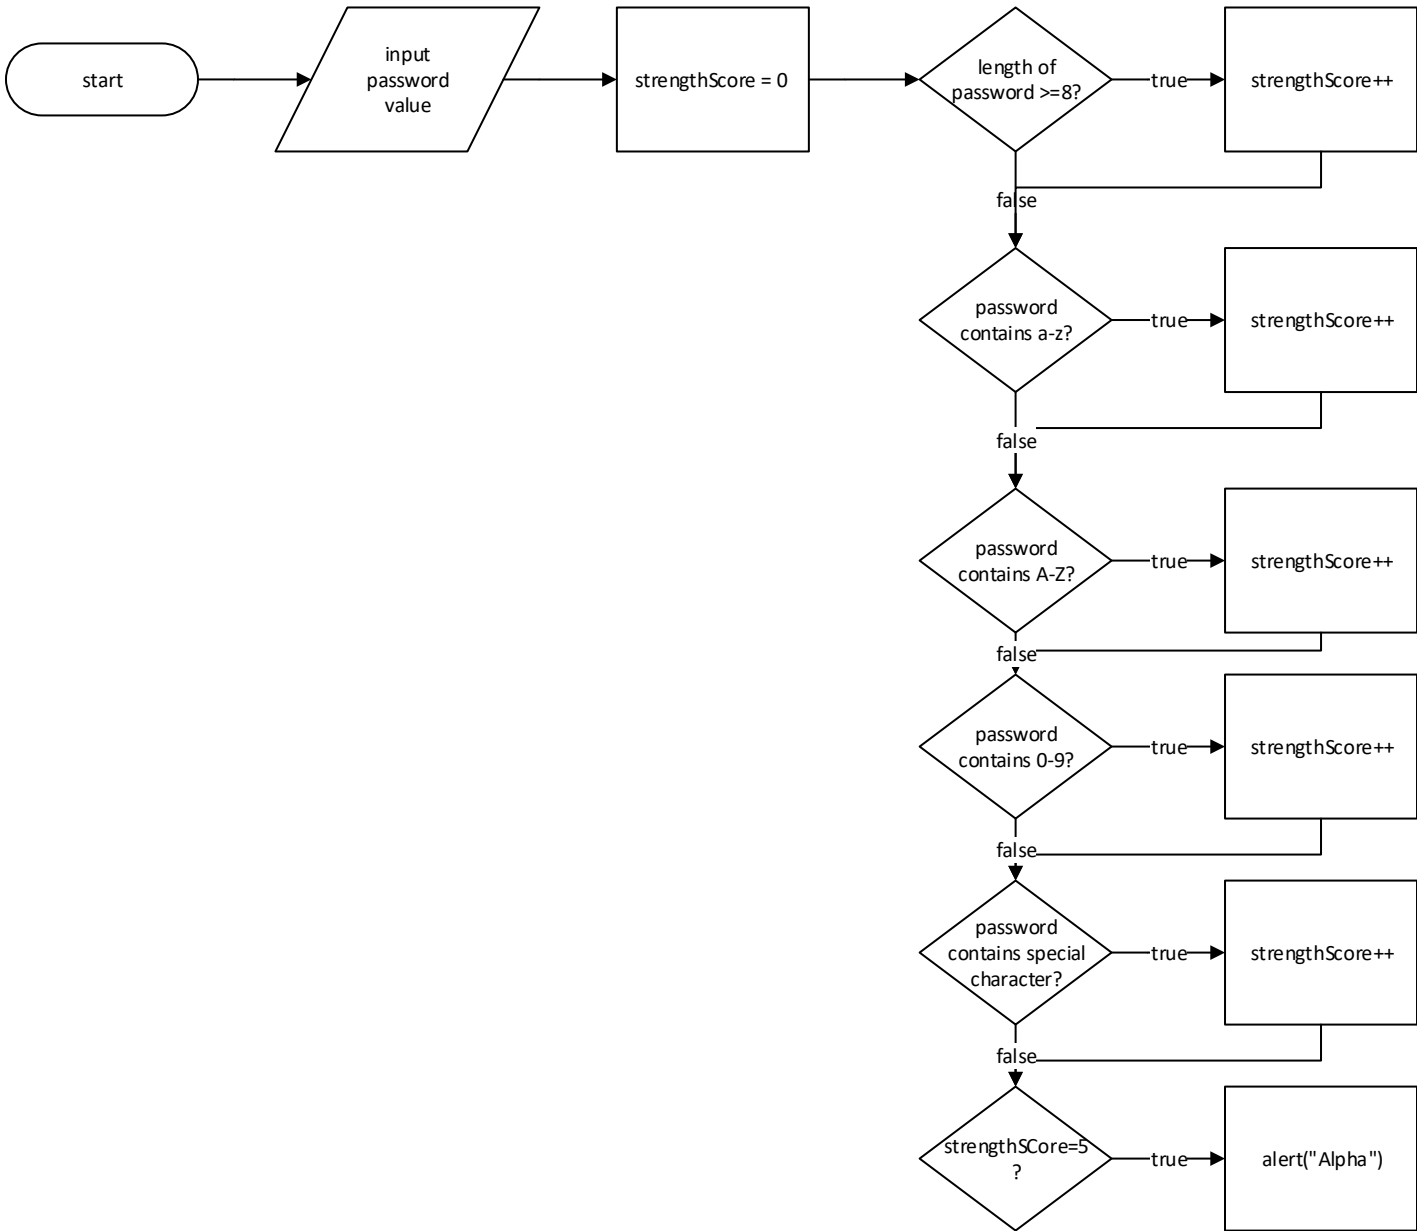 start
input
password
value
strengthScore = 0
length of
password >=8?
true
strengthScore++
false
password
contains a-z?
true
strengthScore++
false
password
contains A-Z?
true
strengthScore++
false
password
contains 0-9?
true
strengthScore++
false
password
contains special
character?
true
strengthScore++
false
strengthSCore=5
?
true
alert("Alpha")